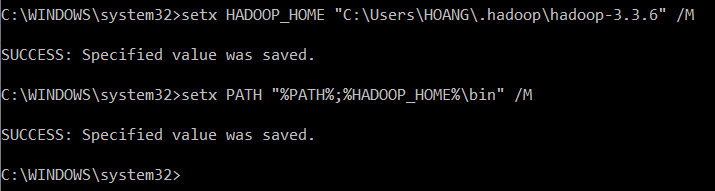 C:\WINDOWS\system32>setx HADOOP_HOME "C:\Users\HOANG\.hadoop\hadoop-3.3.6" /M
SUCCESS: Specified value was saved.
C:\WINDOWS\system32>setx PATH "%PATH%;%HADOOP_HOME%\bin" /M
SUCCESS: Specified value was saved.
C:\WINDOWS\system32>